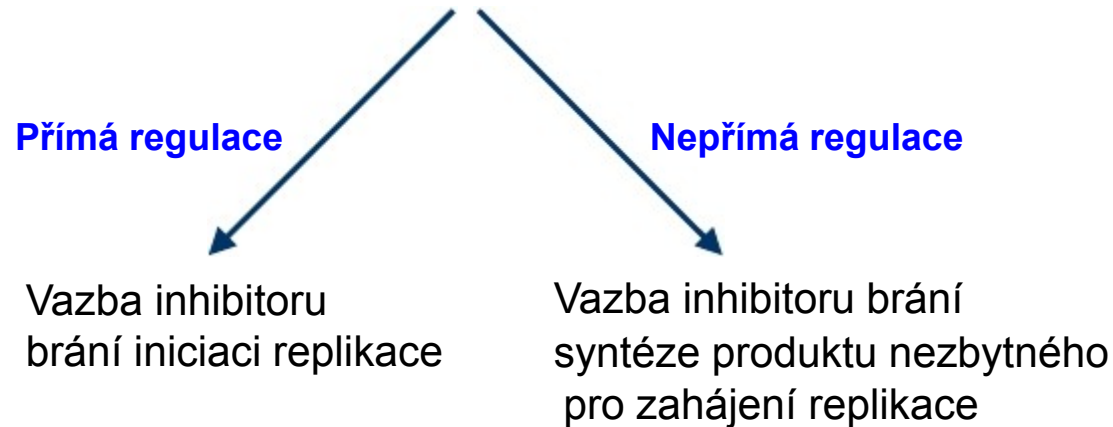 Přímá regulace
Nepřímá regulace
Vazba inhibitoru
brání iniciaci replikace
Vazba inhibitoru brání
syntéze produktu nezbytného
pro zahájení replikace